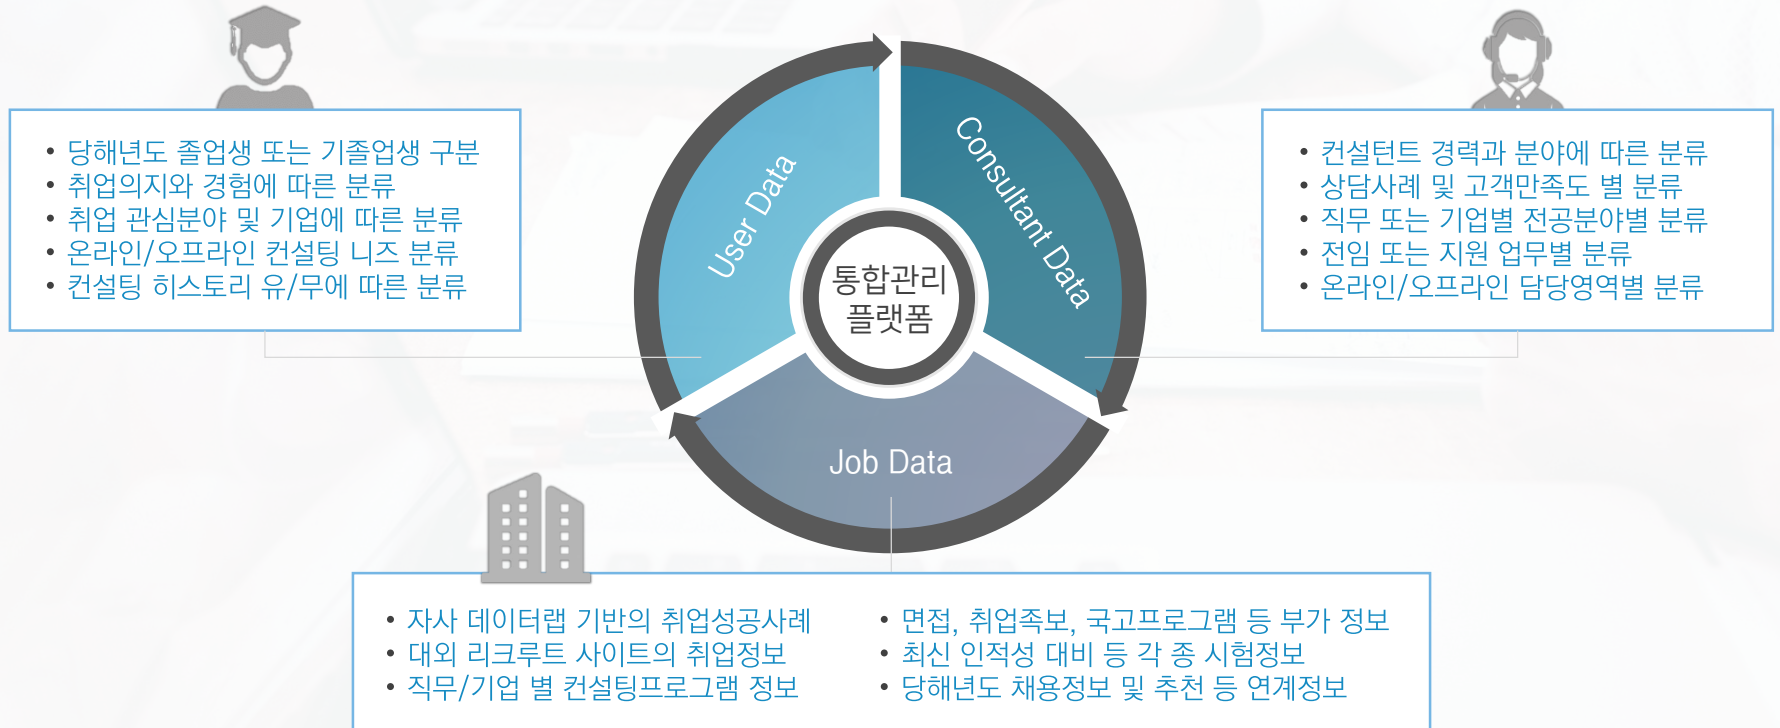 • 당해년도 졸업생 또는 기졸업생 구분
• 취업의지와 경험에 따른 분류
• 취업 관심분야 및 기업에 따른 분류
• 온라인/오프라인 컨설팅 니즈 분류
• 컨설팅 히스토리 유/무에 따른 분류
User Data
Consultant Data
통합관리
플랫폼
Job Data
• 컨설턴트 경력과 분야에 따른 분류
• 상담사례 및 고객만족도 별 분류
• 직무 또는 기업별 전공분야별 분류
• 전임 또는 지원 업무별 분류
• 온라인/오프라인 담당영역별 분류
• 자사 데이터랩 기반의 취업성공사례
• 대외 리크루트 사이트의 취업정보
• 직무/기업 별 컨설팅프로그램 정보
• 면접, 취업족보, 국고프로그램 등 부가 정보
• 최신 인적성 대비 등 각 종 시험정보
• 당해년도 채용정보 및 추천 등 연계정보